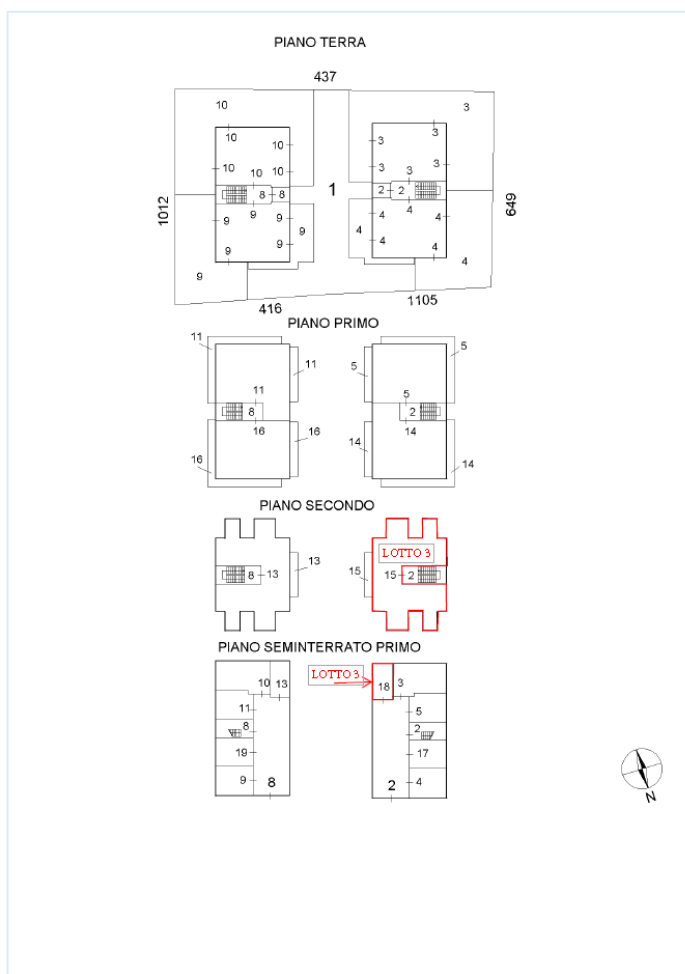 PIANO TERRA
437
10 3
10 3
10 3
10 10 10 3 3
8 8 1 2 2
1012 649
9 9 9 9 4 4 4 4
9 9 4 4
9 4
9 4
416 1105
PIANO PRIMO
11 5
11 5
11 5
8 2
16 14
16 14
16 14
PIANO SECONDO
LOTTO 3
13 15
8 13 15 2
PIANO SEMINTERRATO PRIMO
LOTTO 3
10 13 18 3
11 5
8 2
19 17
9 8 2 4
N